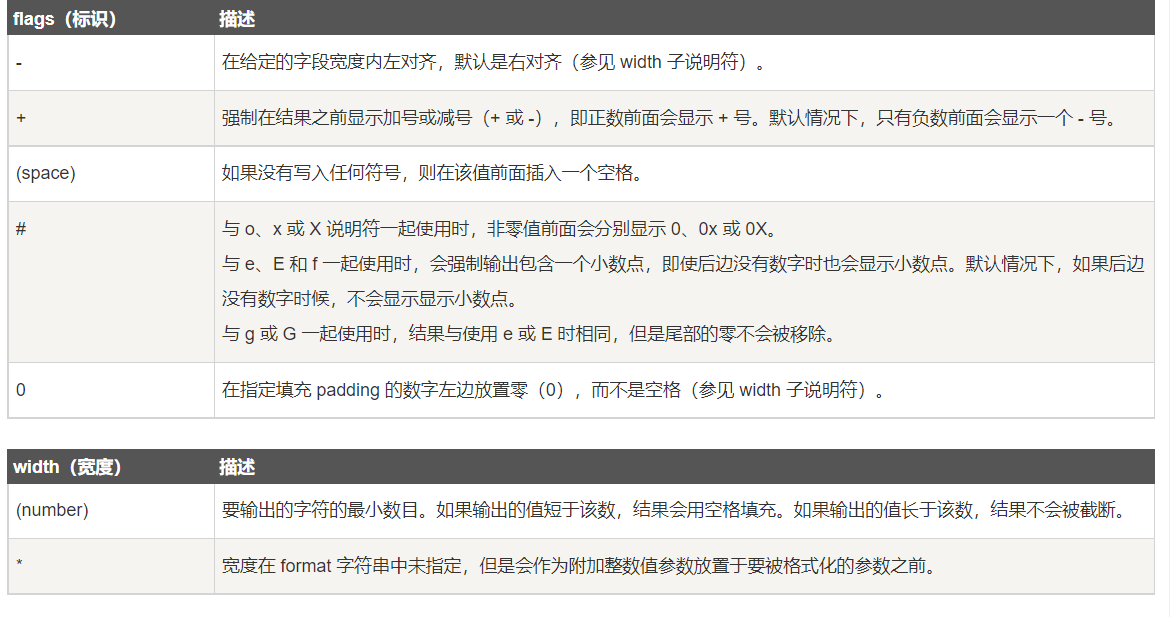 flags（标识） 描述
- 在给定的字段宽度内左对齐，默认是右对齐（参见 width 子说明符）。
+ 强制在结果之前显示加号或减号（+ 或 -），即正数前面会显示 + 号。默认情况下，只有负数前面会显示一个 - 号。
(space) 如果没有写入任何符号，则在该值前面插入一个空格。
# 与 o、x 或 X 说明符一起使用时，非零值前面会分别显示 0、0x 或 0X。
与 e、E 和 f 一起使用时，会强制输出包含一个小数点，即使后边没有数字时也会显示小数点。默认情况下，如果后边
没有数字时候，不会显示显示小数点。
与 g 或 G 一起使用时，结果与使用 e 或 E 时相同，但是尾部的零不会被移除。
0 在指定填充 padding 的数字左边放置零（0），而不是空格（参见 width 子说明符）。
width（宽度） 描述
(number) 要输出的字符的最小数目。如果输出的值短于该数，结果会用空格填充。如果输出的值长于该数，结果不会被截断。
* 宽度在 format 字符串中未指定，但是会作为附加整数值参数放置于要被格式化的参数之前。